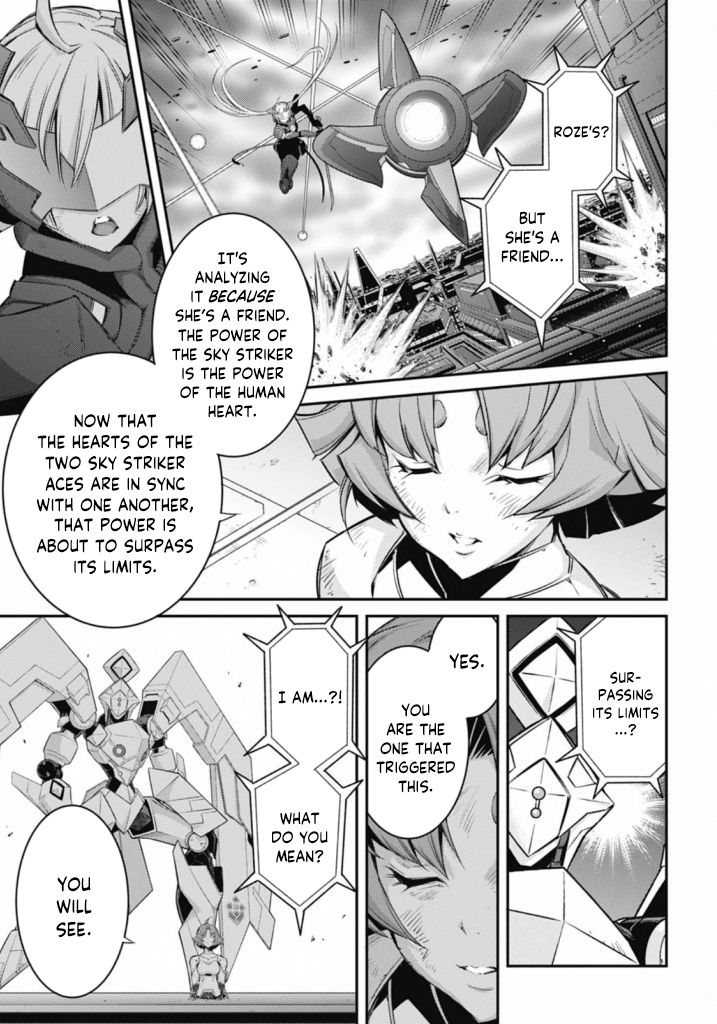 ROZE'S?
BUT
SHE'S A
FRIEND...
IT'S
ANALYZING
IT BECAUSE
SHE'S A FRIEND.
THE POWER OF
THE SKY STRIKER
IS THE POWER
OF THE HUMAN
HEART.
NOW THAT
THE HEARTS OF THE
TWO SKY STRIKER
ACES ARE IN SYNC
WITH ONE ANOTHER,
THAT POWER IS
ABOUT TO SURPASS
ITS LIMITS.
SUR-
PASSING
ITS LIMITS
...?
YES.
YOU
ARE THE
ONE THAT
TRIGGERED
THIS.
I AM...?!
WHAT
DO YOU
MEAN?
YOU
WILL
SEE.